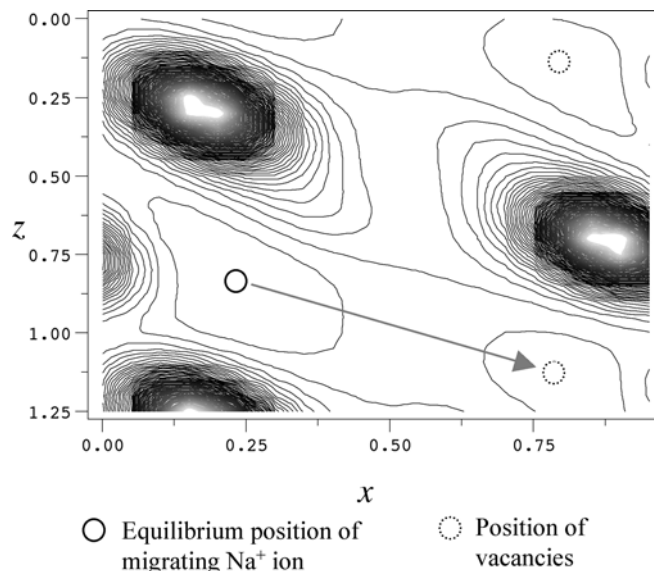 0.00
0.25
0.50
z
0.75
1.00
1.25
0.00 0.25 0.50 0.75
x
Equilibrium position of
migrating Na⁺ ion
Position of
vacancies